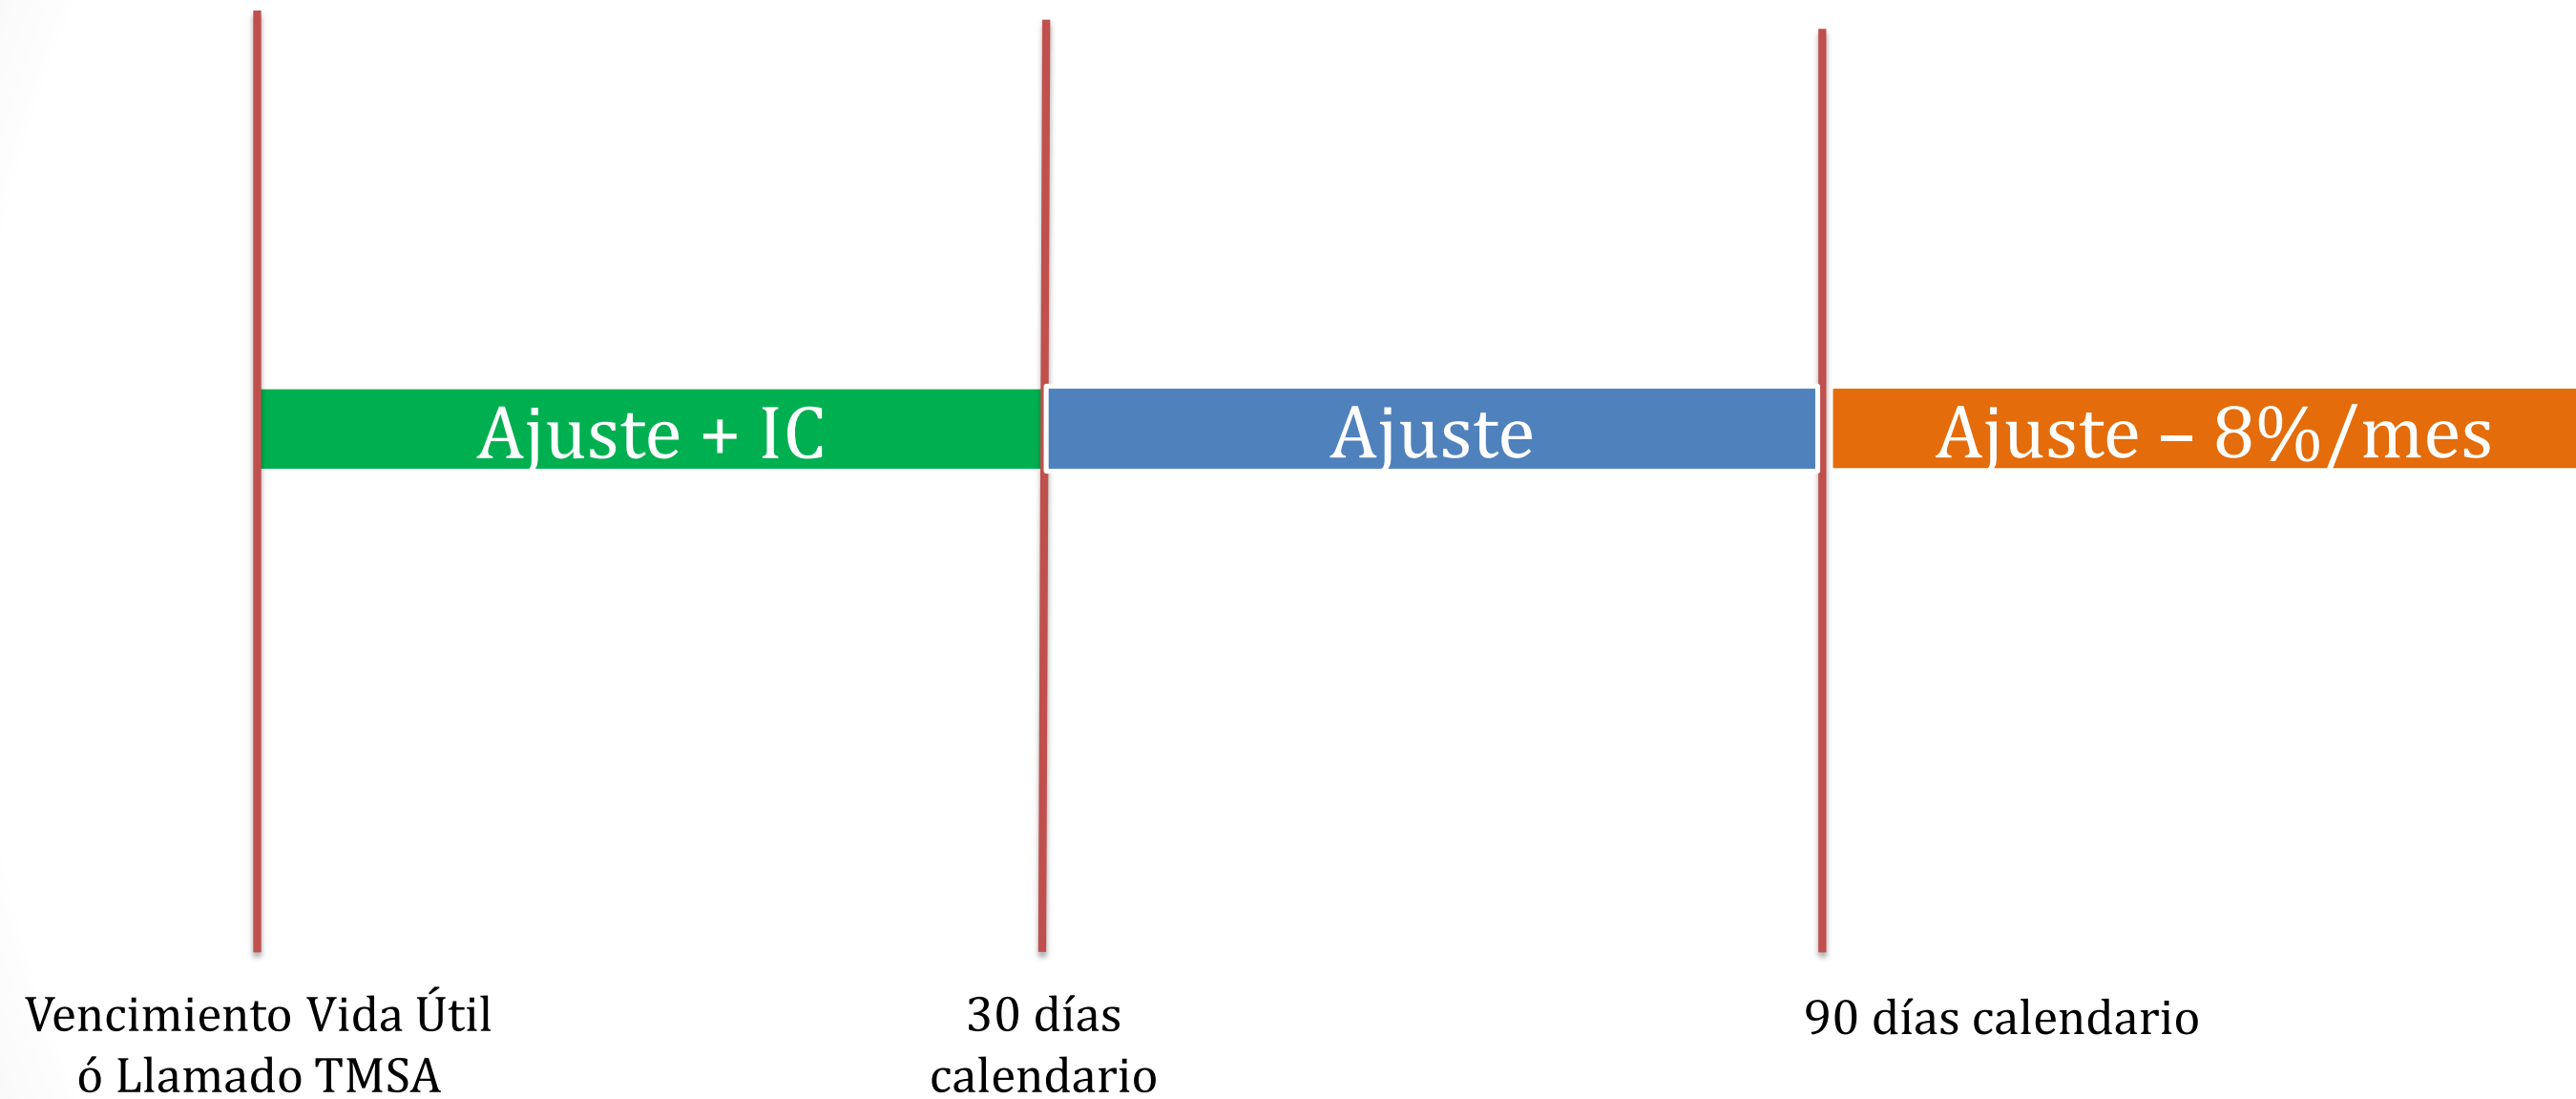 Ajuste + IC
Ajuste
Ajuste – 8%/mes
Vencimiento Vida Útil
ó Llamado TMSA
30 días
calendario
90 días calendario